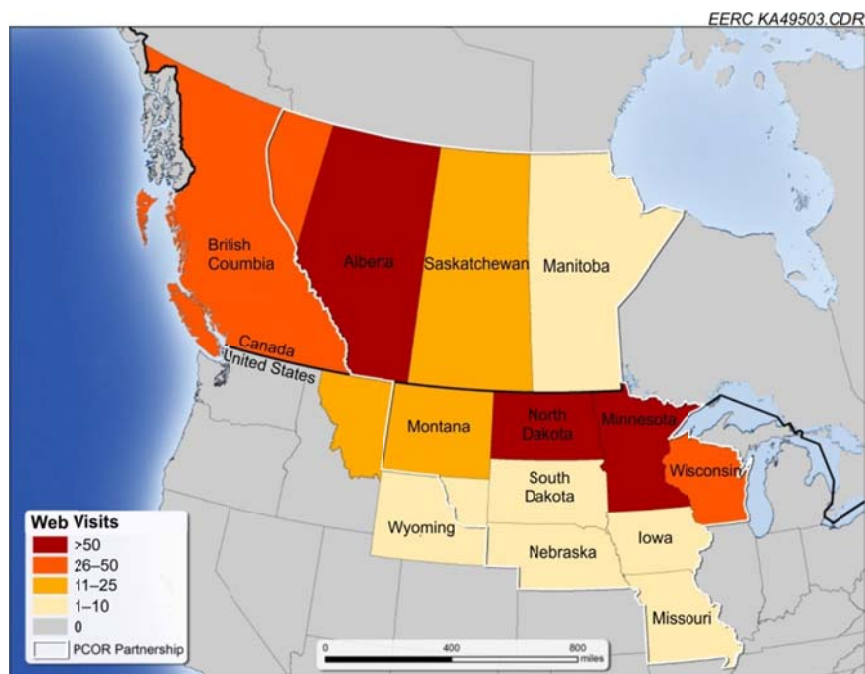 EERC KA49503.CDR
Brilish
Coumbia
Albera
Saskatchewan
Manitoba
Canada
United States
Montana
North
Dakota
Minnesota
Wisconsin
South
Dakota
Wyoming
Nebraska
Iowa
Missouri
Web Visits
>50
26–50
11–25
1–10
0
PCOR Partnership
0 400 800
miles